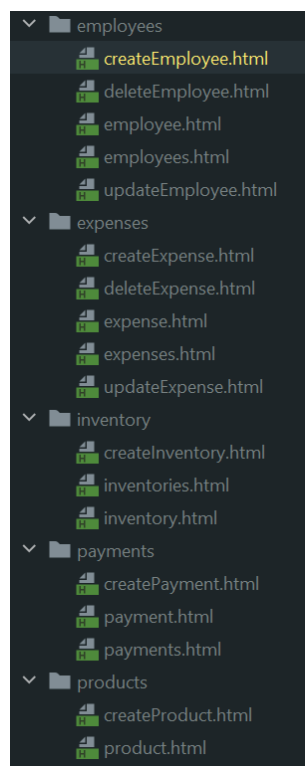 employees
createEmployee.html
deleteEmployee.html
employee.html
employees.html
updateEmployee.html
expenses
createExpense.html
deleteExpense.html
expense.html
expenses.html
updateExpense.html
inventory
createInventory.html
inventories.html
inventory.html
payments
createPayment.html
payment.html
payments.html
products
createProduct.html
product.html